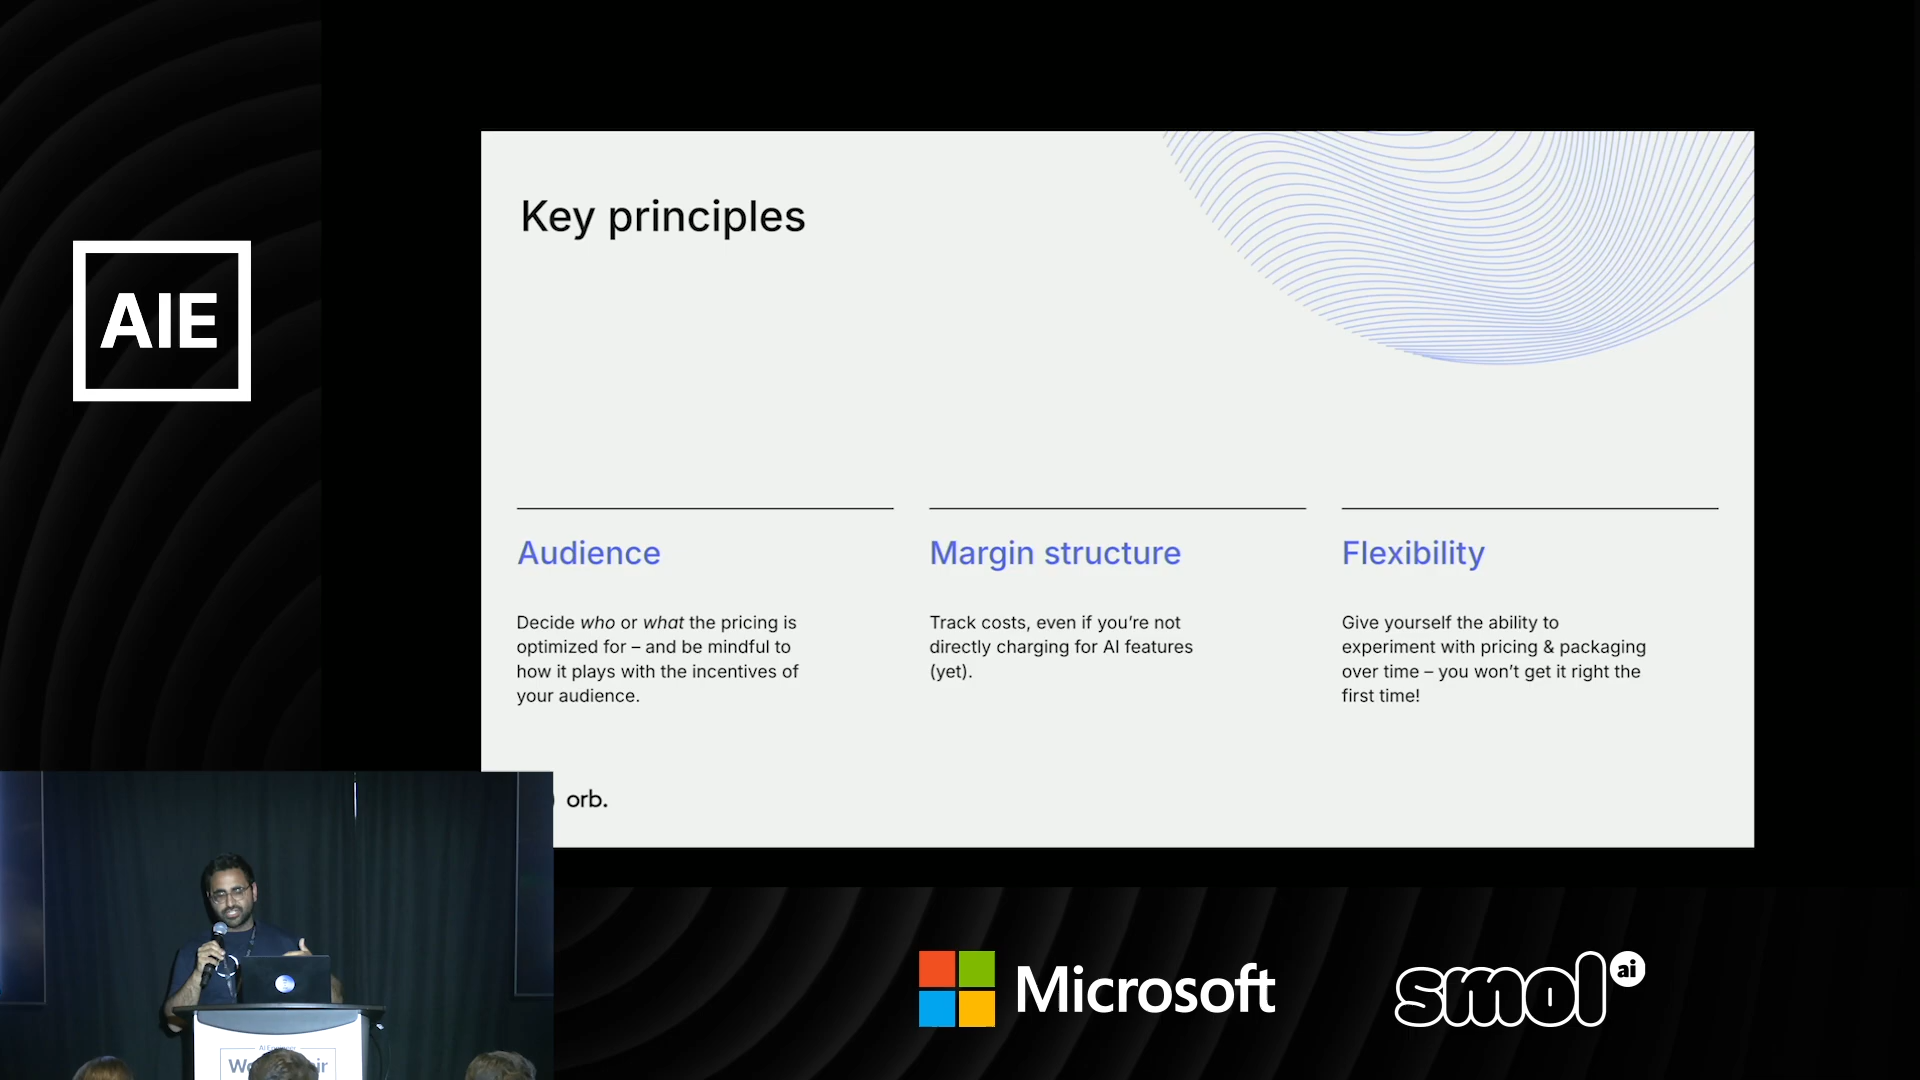 AIE
Key principles
Audience
Decide who or what the pricing is
optimized for – and be mindful to
how it plays with the incentives of
your audience.
Margin structure
Track costs, even if you’re not
directly charging for AI features
(yet).
Flexibility
Give yourself the ability to
experiment with pricing & packaging
over time – you won’t get it right the
first time!
orb.
Microsoft
smol ai